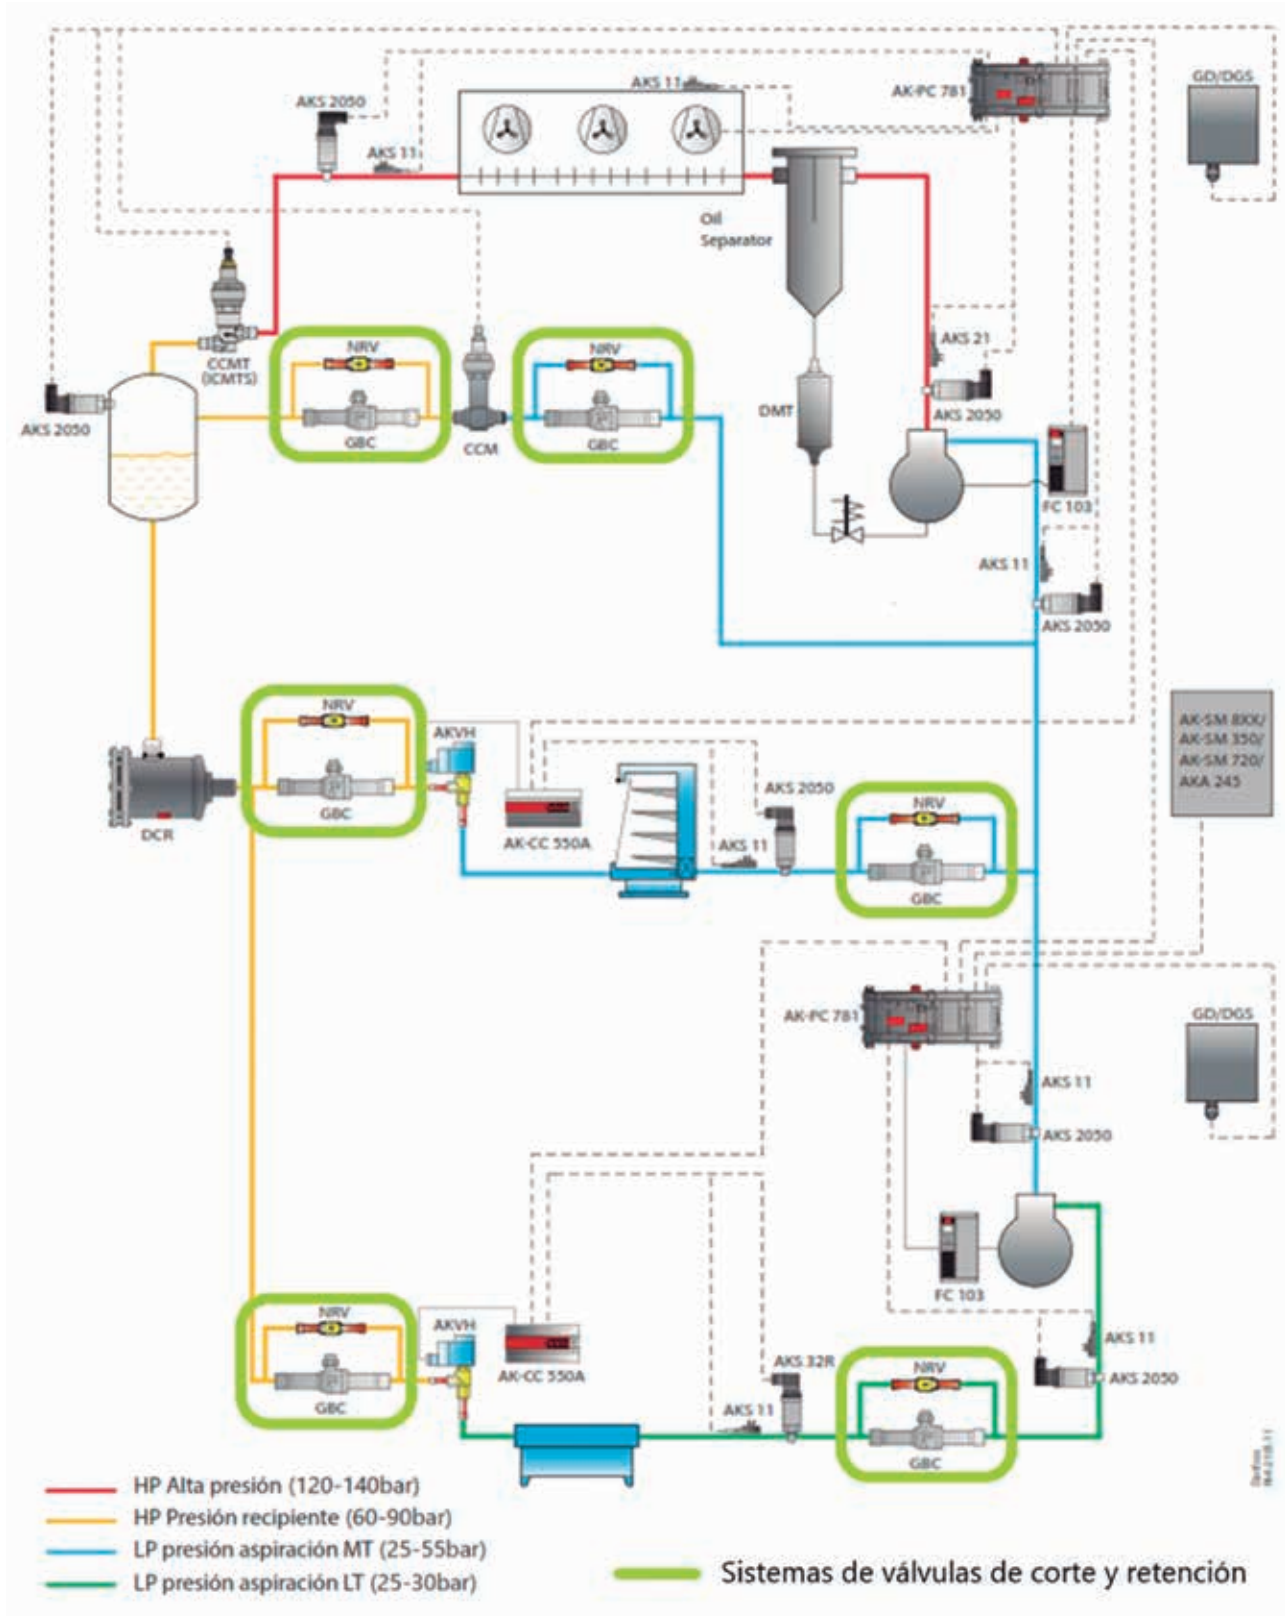 AKS 11
AK-PC 781
GD/DGS
AKS 2050
AKS 11
Oil
Separator
CCMT
(ICMTS)
NRV
GBC
CCM
NRV
GBC
AKS 2050
DMT
AKS 21
AKS 2050
FC 103
AKS 11
AKS 2050
NRV
GBC
AKVH
DCR
AK-CC 550A
AKS 11
AKS 2050
NRV
GBC
AK-SM 8XX/
AK-SM 350/
AK-SM 720/
AKA 245
AK-PC 781
GD/DGS
AKS 11
AKS 2050
FC 103
NRV
GBC
AKVH
AK-CC 550A
AKS 11
AKS 32R
NRV
GBC
AKS 11
AKS 2050
Danfoss
HP Alta presión (120-140bar)
HP Presión recipiente (60-90bar)
LP presión aspiración MT (25-55bar)
LP presión aspiración LT (25-30bar)
Sistemas de válvulas de corte y retención